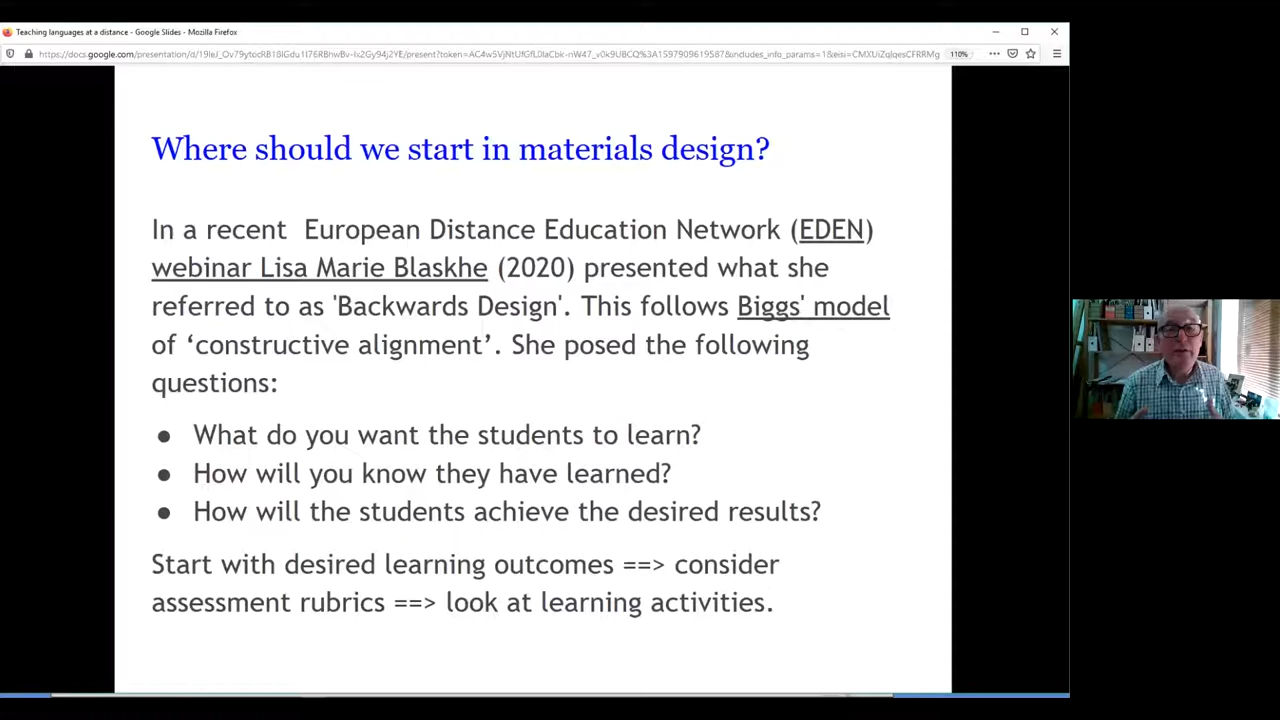 Teaching languages at a distance - Google Slides - Mozilla Firefox
110%
Where should we start in materials design?
In a recent  European Distance Education Network (EDEN)
webinar Lisa Marie Blaskhe (2020) presented what she
referred to as 'Backwards Design'. This follows Biggs' model
of ‘constructive alignment’. She posed the following
questions:
● What do you want the students to learn?
● How will you know they have learned?
● How will the students achieve the desired results?
Start with desired learning outcomes ==> consider
assessment rubrics ==> look at learning activities.